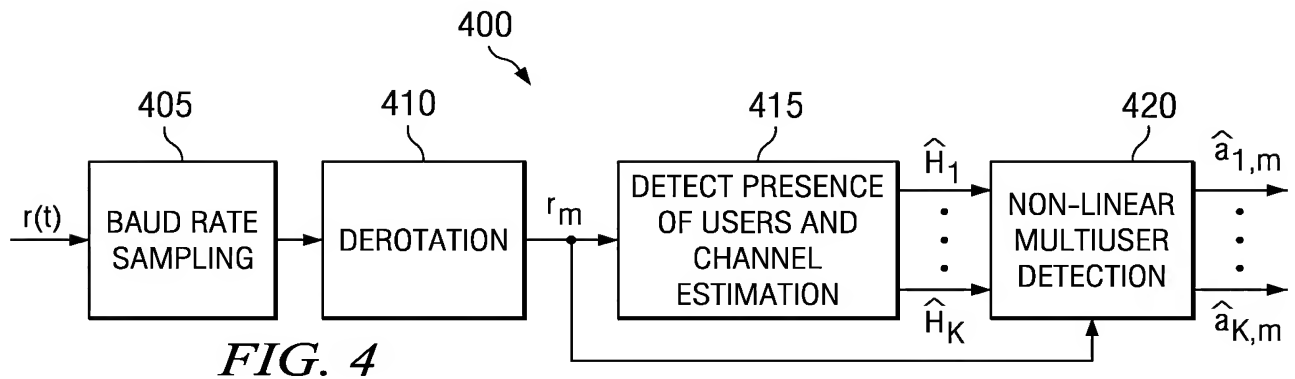 400
405
410
415
420
r(t)
BAUD RATE
SAMPLING
DEROTATION
r_m
DETECT PRESENCE
OF USERS AND
CHANNEL
ESTIMATION
Ĥ_1
Ĥ_K
NON-LINEAR
MULTIUSER
DETECTION
â_1,m
â_K,m
FIG. 4